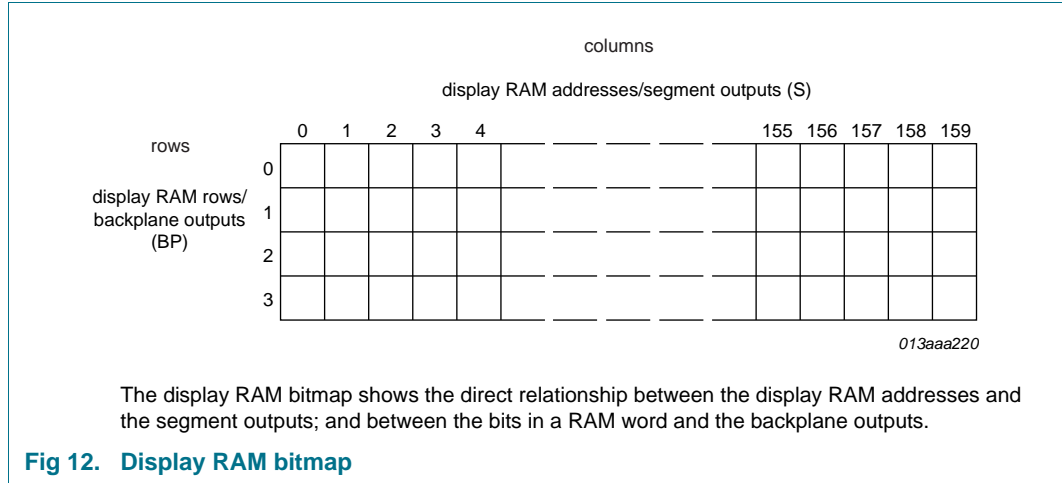 columns
display RAM addresses/segment outputs (S)
0 1 2 3 4 155 156 157 158 159
rows
0
display RAM rows/
backplane outputs
(BP)
1
2
3
013aaa220
The display RAM bitmap shows the direct relationship between the display RAM addresses and
the segment outputs; and between the bits in a RAM word and the backplane outputs.
Fig 12. Display RAM bitmap